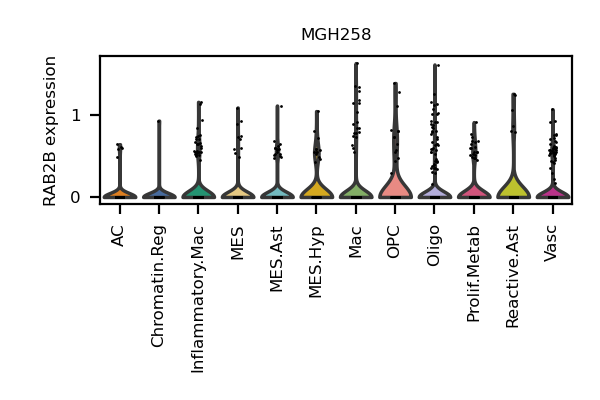 MGH258
RAB2B expression
1
0
AC
Chromatin.Reg
Inflammatory.Mac
MES
MES.Ast
MES.Hyp
Mac
OPC
Oligo
Prolif.Metab
Reactive.Ast
Vasc